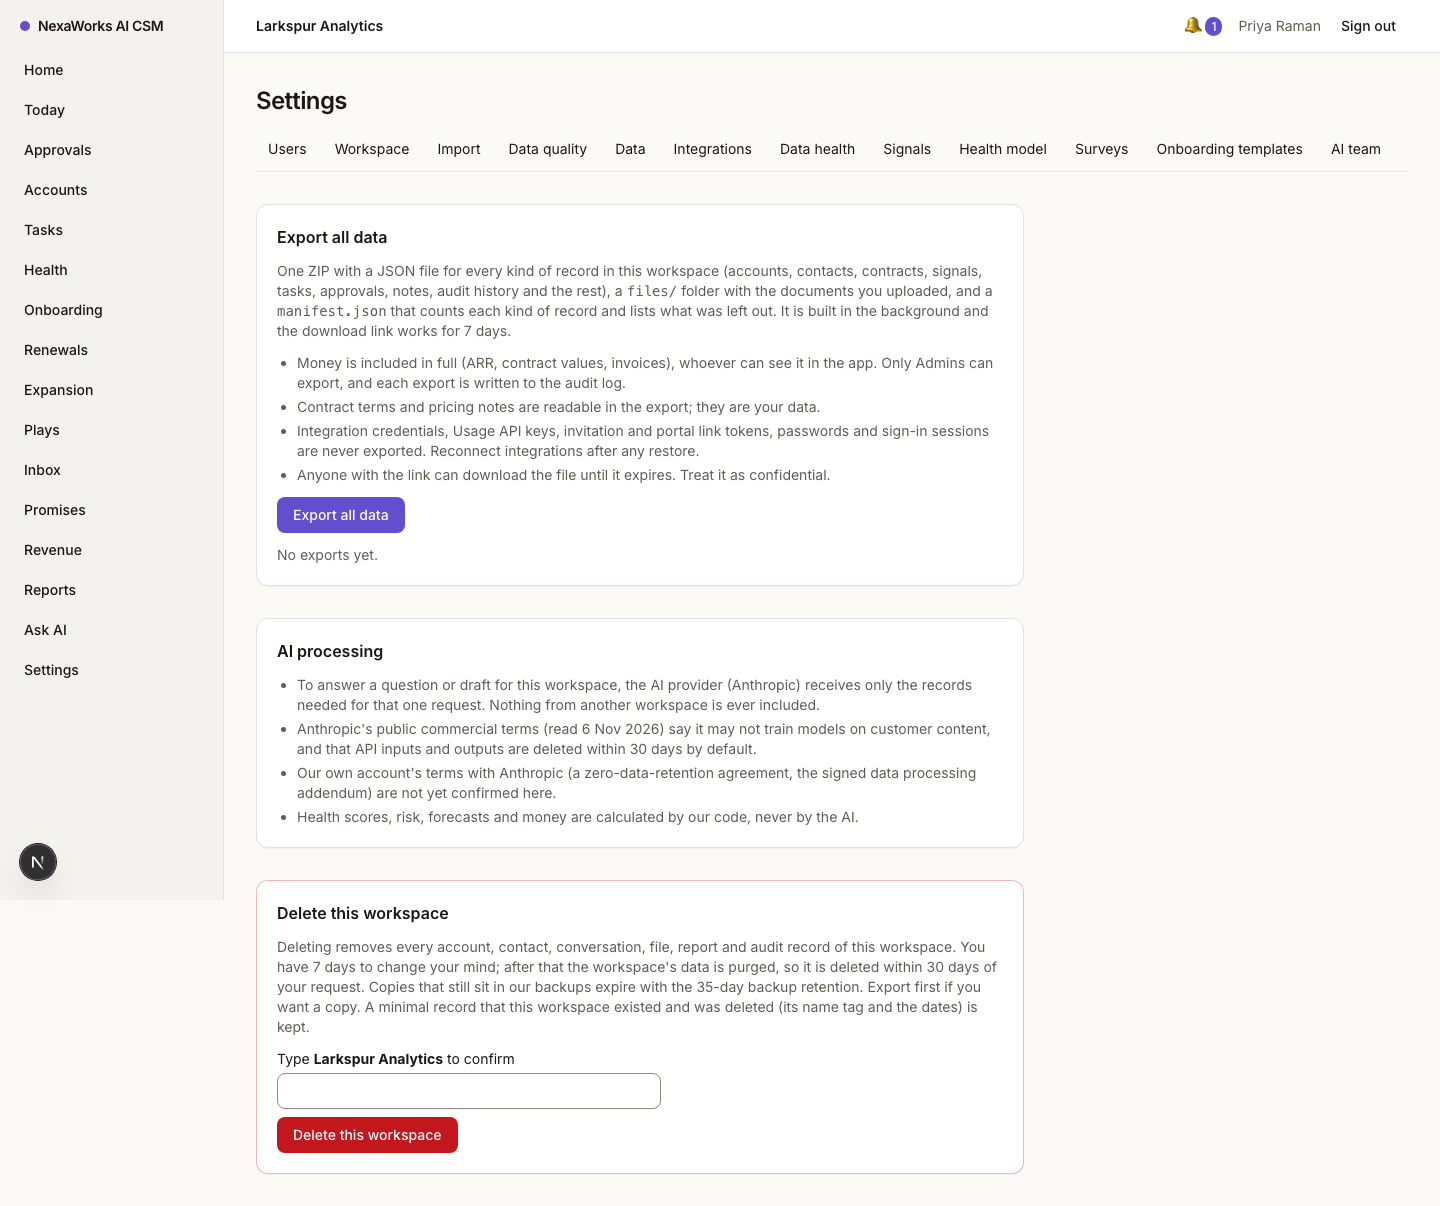 NexaWorks AI CSM
Home
Today
Approvals
Accounts
Tasks
Health
Onboarding
Renewals
Expansion
Plays
Inbox
Promises
Revenue
Reports
Ask AI
Settings
N
Larkspur Analytics
1
Priya Raman
Sign out
Settings
Users Workspace Import Data quality Data Integrations Data health Signals Health model Surveys Onboarding templates AI team
Export all data
One ZIP with a JSON file for every kind of record in this workspace (accounts, contacts, contracts, signals,
tasks, approvals, notes, audit history and the rest), a files/ folder with the documents you uploaded, and a
manifest.json that counts each kind of record and lists what was left out. It is built in the background and
the download link works for 7 days.
• Money is included in full (ARR, contract values, invoices), whoever can see it in the app. Only Admins can
export, and each export is written to the audit log.
• Contract terms and pricing notes are readable in the export; they are your data.
• Integration credentials, Usage API keys, invitation and portal link tokens, passwords and sign-in sessions
are never exported. Reconnect integrations after any restore.
• Anyone with the link can download the file until it expires. Treat it as confidential.
Export all data
No exports yet.
AI processing
• To answer a question or draft for this workspace, the AI provider (Anthropic) receives only the records
needed for that one request. Nothing from another workspace is ever included.
• Anthropic's public commercial terms (read 6 Nov 2026) say it may not train models on customer content,
and that API inputs and outputs are deleted within 30 days by default.
• Our own account's terms with Anthropic (a zero-data-retention agreement, the signed data processing
addendum) are not yet confirmed here.
• Health scores, risk, forecasts and money are calculated by our code, never by the AI.
Delete this workspace
Deleting removes every account, contact, conversation, file, report and audit record of this workspace. You
have 7 days to change your mind; after that the workspace's data is purged, so it is deleted within 30 days of
your request. Copies that still sit in our backups expire with the 35-day backup retention. Export first if you
want a copy. A minimal record that this workspace existed and was deleted (its name tag and the dates) is
kept.
Type Larkspur Analytics to confirm
Delete this workspace